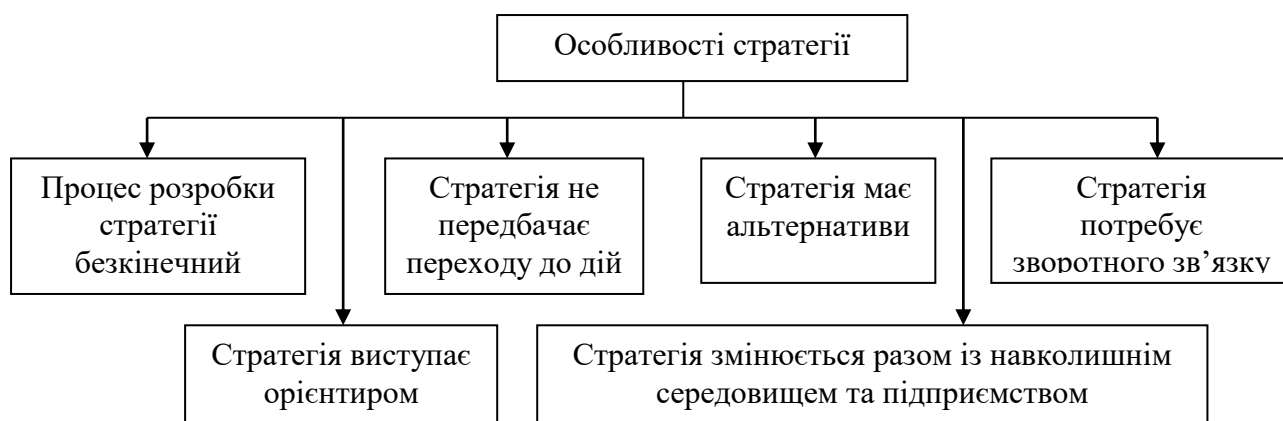 Особливості стратегії
Процес розробки
стратегії
безкінечний
Стратегія не
передбачає
переходу до дій
Стратегія має
альтернативи
Стратегія
потребує
зворотного зв’язку
Стратегія виступає
орієнтиром
Стратегія змінюється разом із навколишнім
середовищем та підприємством